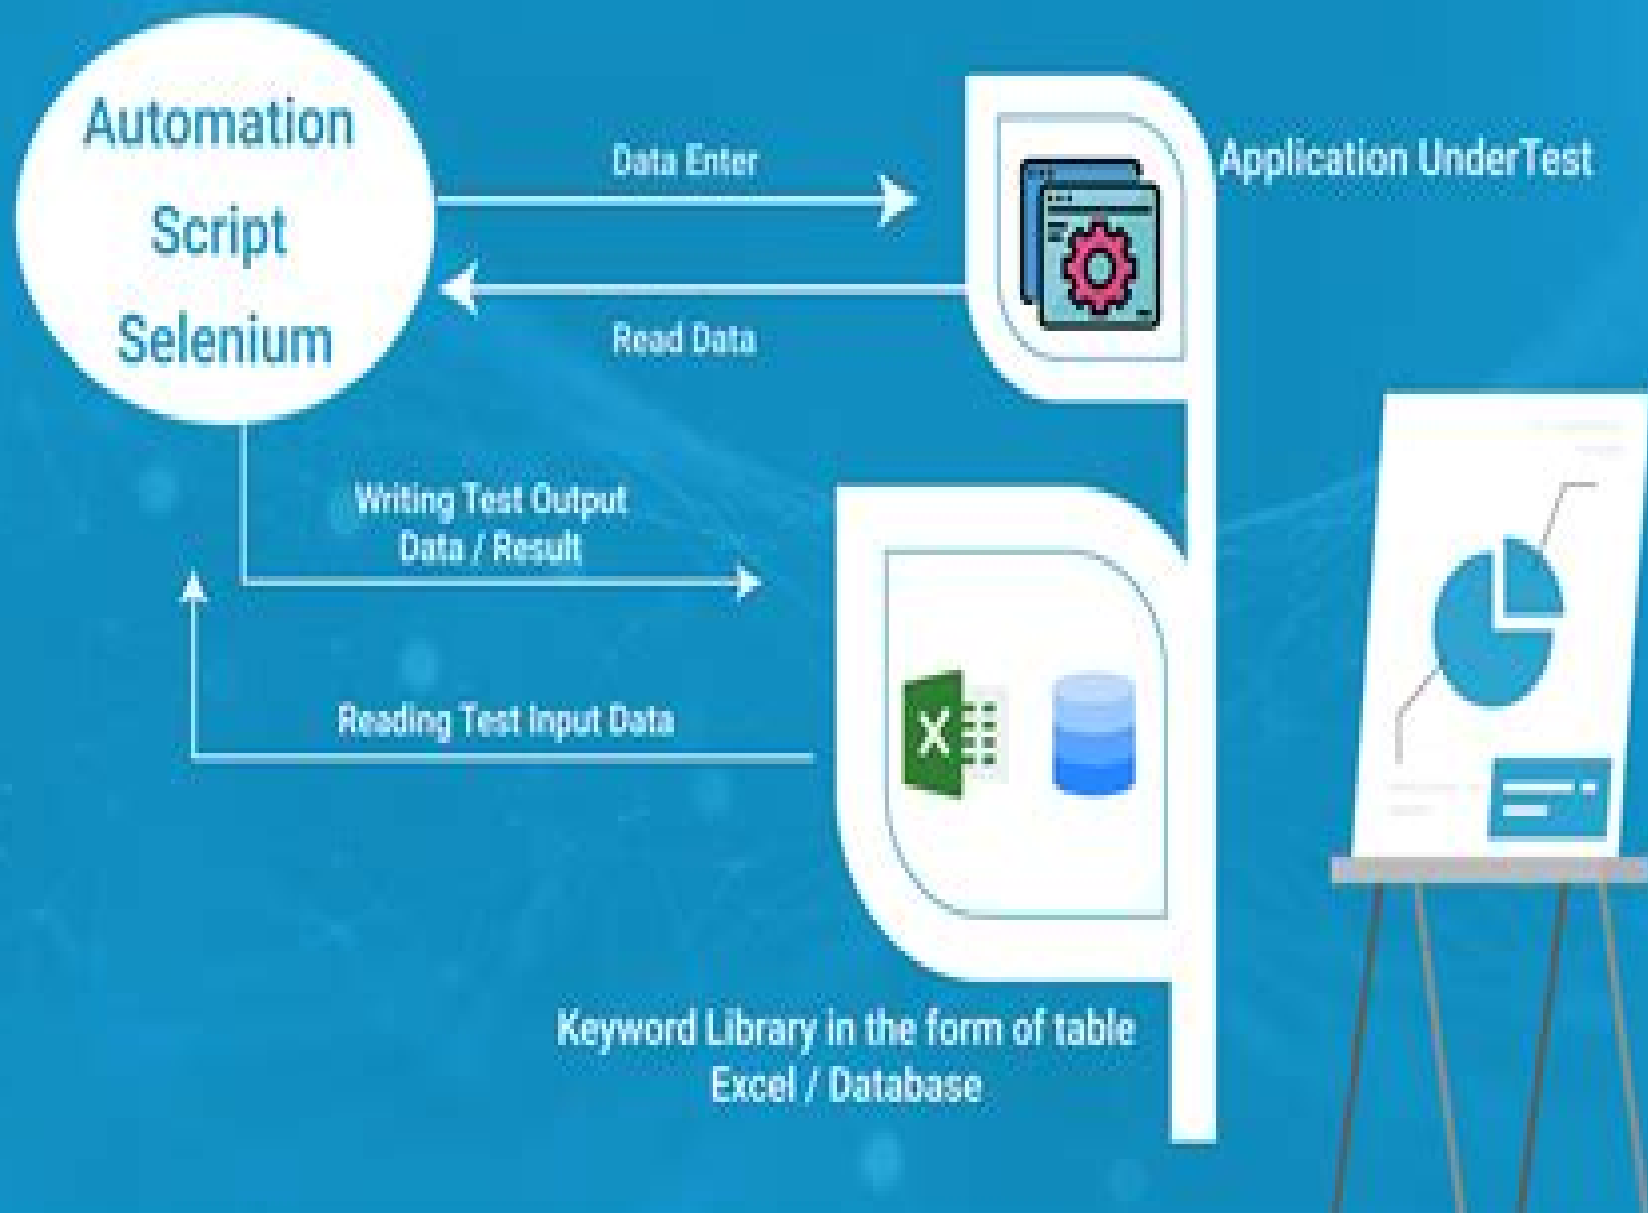 Automation
Script
Selenium
Data Enter
Read Data
Application UnderTest
Writing Test Output
Data / Result
Reading Test Input Data
X
Keyword Library in the form of table
Excel / Database